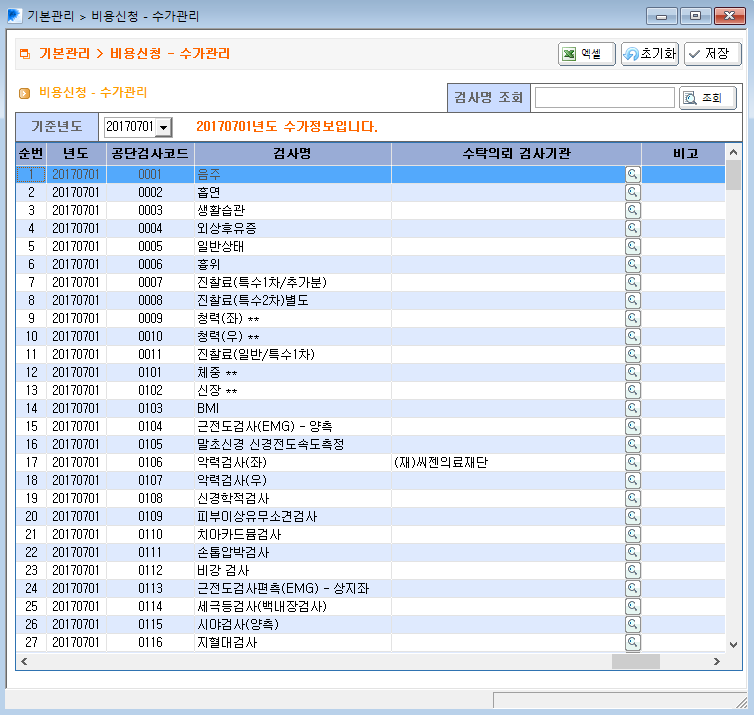 기본관리 > 비용신청 - 수가관리
기본관리 > 비용신청 - 수가관리 엑셀 초기화 저장
비용신청 - 수가관리 검사명 조회 조회
기준년도 20170701 20170701년도 수가정보입니다.
순번 년도 공단검사코드 검사명 수탁의뢰 검사기관 비고
1 20170701 0001 음주
2 20170701 0002 흡연
3 20170701 0003 생활습관
4 20170701 0004 외상후유증
5 20170701 0005 일반상태
6 20170701 0006 흉위
7 20170701 0007 진찰료(특수1차/추가분)
8 20170701 0008 진찰료(특수2차)별도
9 20170701 0009 청력(좌) **
10 20170701 0010 청력(우) **
11 20170701 0011 진찰료(일반/특수1차)
12 20170701 0101 체중 **
13 20170701 0102 신장 **
14 20170701 0103 BMI
15 20170701 0104 근전도검사(EMG) - 양측
16 20170701 0105 말초신경 신경전도속도측정
17 20170701 0106 악력검사(좌) (재)씨젠의료재단
18 20170701 0107 악력검사(우)
19 20170701 0108 신경학적검사
20 20170701 0109 피부이상유무소견검사
21 20170701 0110 치아카드뮴검사
22 20170701 0111 손톱압박검사
23 20170701 0112 비강 검사
24 20170701 0113 근전도검사편측(EMG) - 상지좌
25 20170701 0114 세극등검사(백내장검사)
26 20170701 0115 시야검사(양측)
27 20170701 0116 지혈대검사